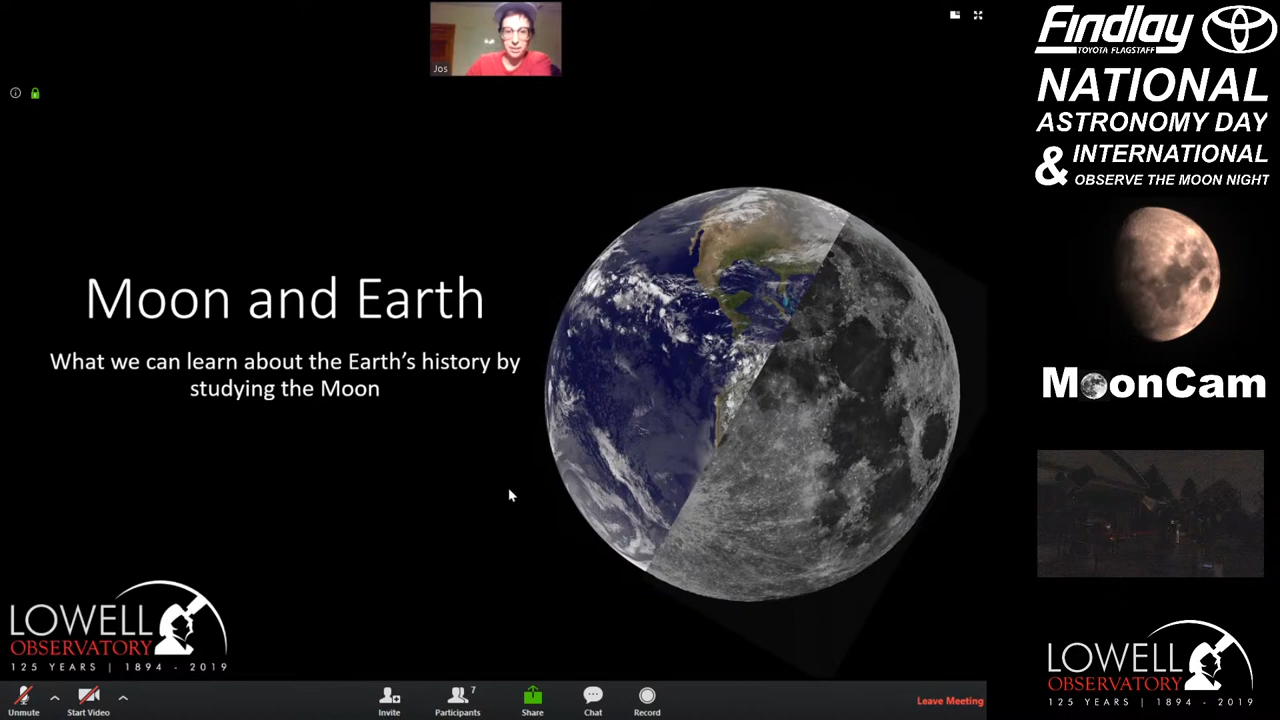 Jos
Moon and Earth
What we can learn about the Earth's history by
studying the Moon
LOWELL
OBSERVATORY
125 YEARS | 1894 - 2019
Unmute
Start Video
Invite
Participants
7
Share
Chat
Record
Leave Meeting
Findlay
TOYOTA FLAGSTAFF
NATIONAL
ASTRONOMY DAY
& INTERNATIONAL
OBSERVE THE MOON NIGHT
MoonCam
LOWELL
OBSERVATORY
125 YEARS | 1894 - 2019